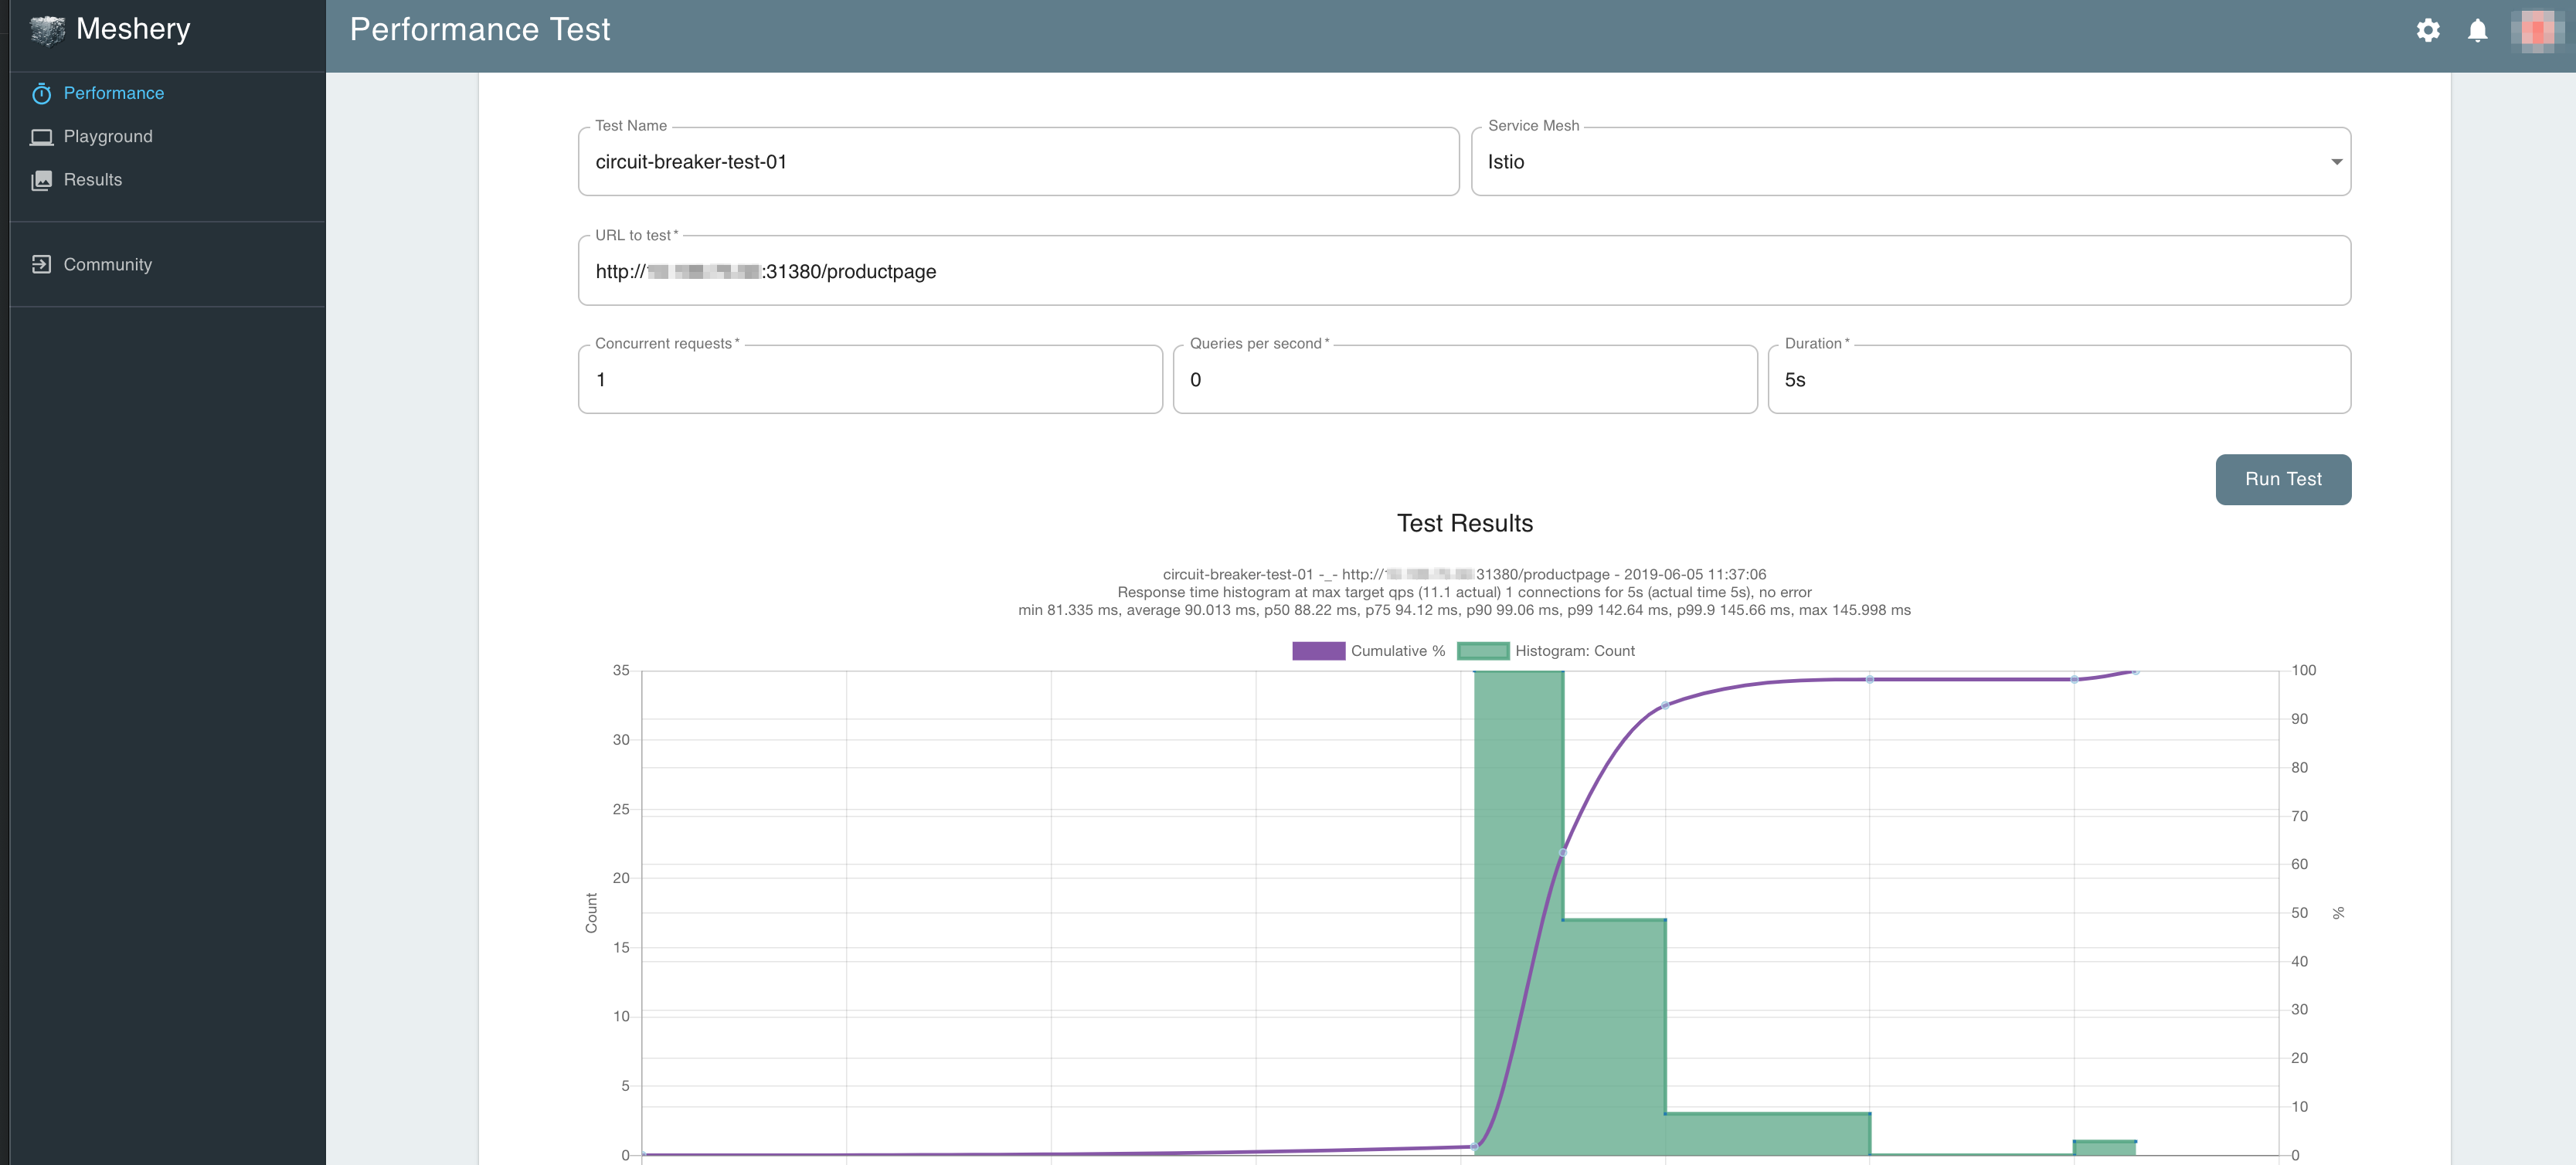 Meshery
Performance Test
Performance
Playground
Results
Community
Test Name
circuit-breaker-test-01
Service Mesh
Istio
URL to test *
http://:31380/productpage
Concurrent requests *
1
Queries per second *
0
Duration *
5s
Run Test
Test Results
circuit-breaker-test-01 -_- http://31380/productpage - 2019-06-05 11:37:06
Response time histogram at max target qps (11.1 actual) 1 connections for 5s (actual time 5s), no error
min 81.335 ms, average 90.013 ms, p50 88.22 ms, p75 94.12 ms, p90 99.06 ms, p99 142.64 ms, p99.9 145.66 ms, max 145.998 ms
Cumulative %
Histogram: Count
35
30
25
20
15
10
5
0
Count
100
90
80
70
60
50
40
30
20
10
0
%